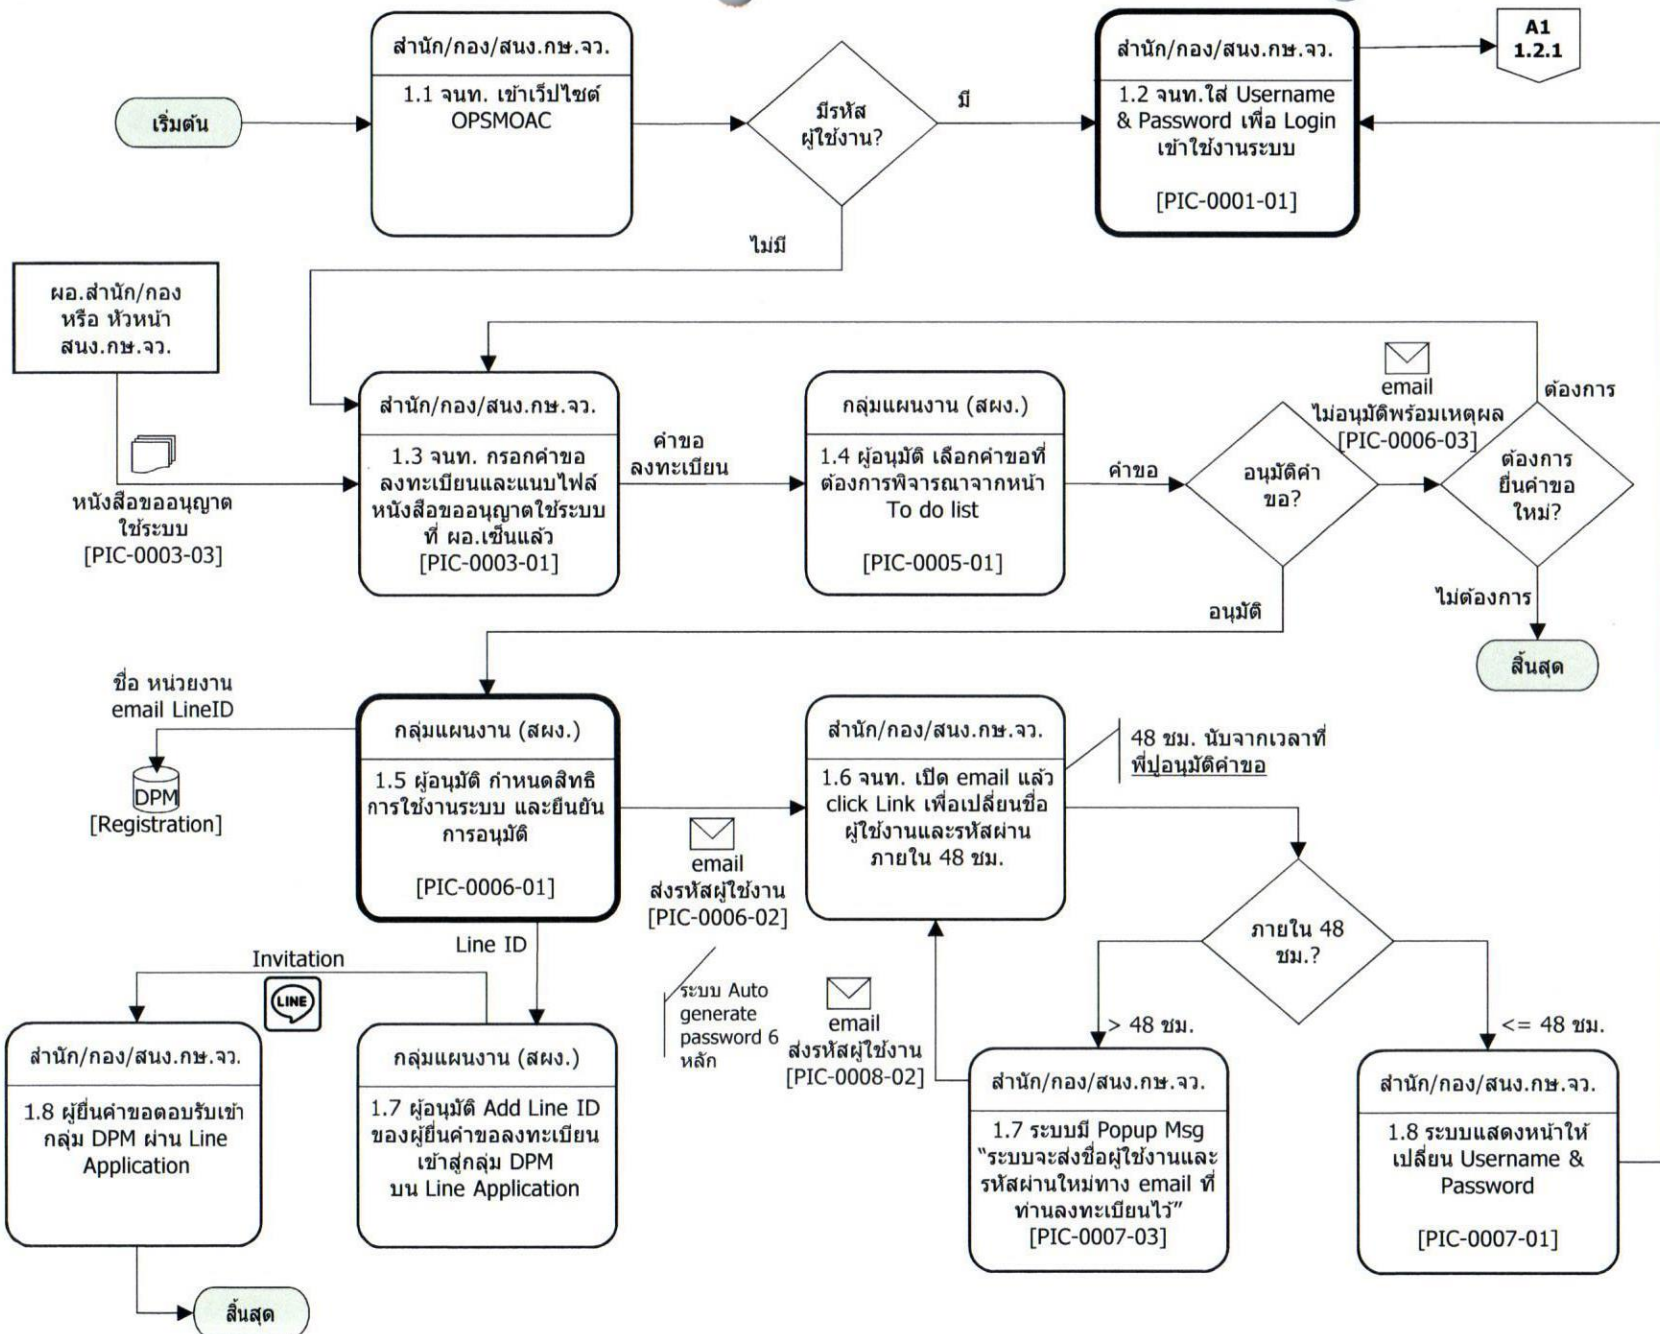 เริ่มต้น
สำนัก/กอง/สนง.กษ.จว.
1.1 จนท. เข้าเว็ปไซต์
OPSMOAC
มีรหัส
ผู้ใช้งาน?
มี
ไม่มี
สำนัก/กอง/สนง.กษ.จว.
1.2 จนท.ใส่ Username
& Password เพื่อ Login
เข้าใช้งานระบบ
[PIC-0001-01]
A1
1.2.1
ผอ.สำนัก/กอง
หรือ หัวหน้า
สนง.กษ.จว.
หนังสือขออนุญาต
ใช้ระบบ
[PIC-0003-03]
สำนัก/กอง/สนง.กษ.จว.
1.3 จนท. กรอกคำขอ
ลงทะเบียนและแนบไฟล์
หนังสือขออนุญาตใช้ระบบ
ที่ ผอ.เซ็นแล้ว
[PIC-0003-01]
คำขอ
ลงทะเบียน
กลุ่มแผนงาน (สผง.)
1.4 ผู้อนุมัติ เลือกคำขอที่
ต้องการพิจารณาจากหน้า
To do list
[PIC-0005-01]
คำขอ
อนุมัติคำ
ขอ?
email
ไม่อนุมัติพร้อมเหตุผล
[PIC-0006-03]
ต้องการ
ต้องการ
ยื่นคำขอ
ใหม่?
ไม่ต้องการ
สิ้นสุด
อนุมัติ
ชื่อ หน่วยงาน
email LineID
DPM
[Registration]
กลุ่มแผนงาน (สผง.)
1.5 ผู้อนุมัติ กำหนดสิทธิ
การใช้งานระบบ และยืนยัน
การอนุมัติ
[PIC-0006-01]
email
ส่งรหัสผู้ใช้งาน
[PIC-0006-02]
ระบบ Auto
generate
password 6
หลัก
สำนัก/กอง/สนง.กษ.จว.
1.6 จนท. เปิด email แล้ว
click Link เพื่อเปลี่ยนชื่อ
ผู้ใช้งานและรหัสผ่าน
ภายใน 48 ชม.
48 ชม. นับจากเวลาที่
พี่ปูอนุมัติคำขอ
ภายใน 48
ชม.?
> 48 ชม.
<= 48 ชม.
Line ID
Invitation
LINE
สำนัก/กอง/สนง.กษ.จว.
1.8 ผู้ยื่นคำขอตอบรับเข้า
กลุ่ม DPM ผ่าน Line
Application
กลุ่มแผนงาน (สผง.)
1.7 ผู้อนุมัติ Add Line ID
ของผู้ยื่นคำขอลงทะเบียน
เข้าสู่กลุ่ม DPM
บน Line Application
email
ส่งรหัสผู้ใช้งาน
[PIC-0008-02]
สำนัก/กอง/สนง.กษ.จว.
1.7 ระบบมี Popup Msg
“ระบบจะส่งชื่อผู้ใช้งานและ
รหัสผ่านใหม่ทาง email ที่
ท่านลงทะเบียนไว้”
[PIC-0007-03]
สำนัก/กอง/สนง.กษ.จว.
1.8 ระบบแสดงหน้าให้
เปลี่ยน Username &
Password
[PIC-0007-01]
สิ้นสุด